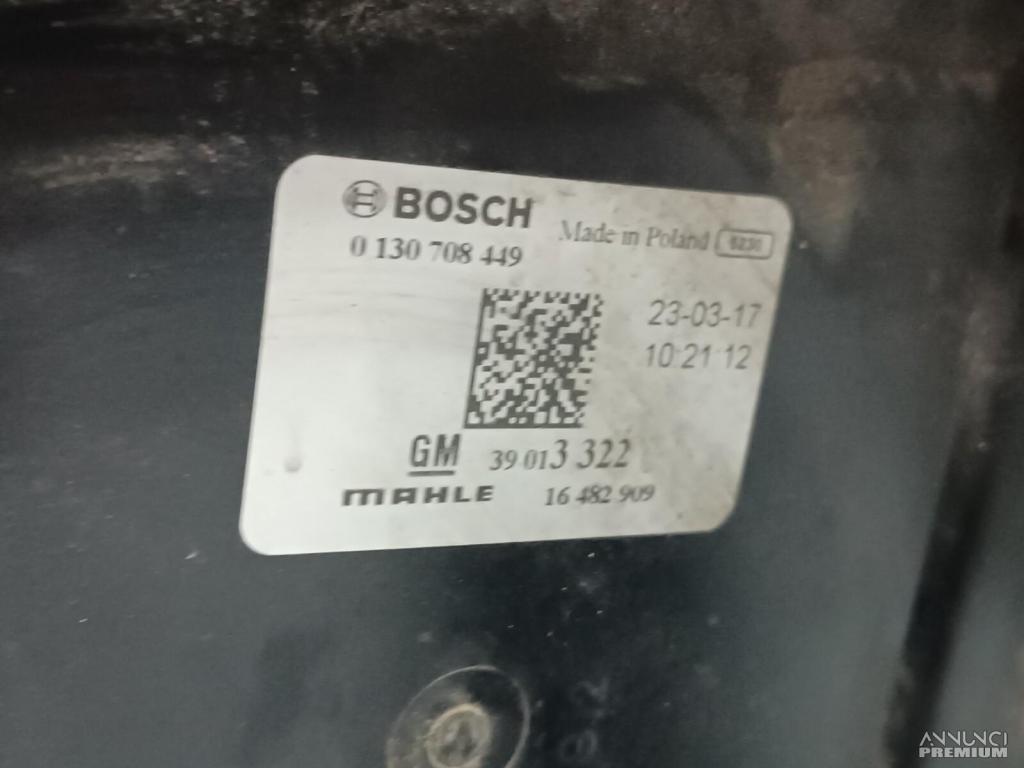 BOSCH
0 130 708 449
Made in Poland
23-03-17
10:21:12
GM 39 013 322
MAHLE 16 482 909
ANNUNCI
PREMIUM